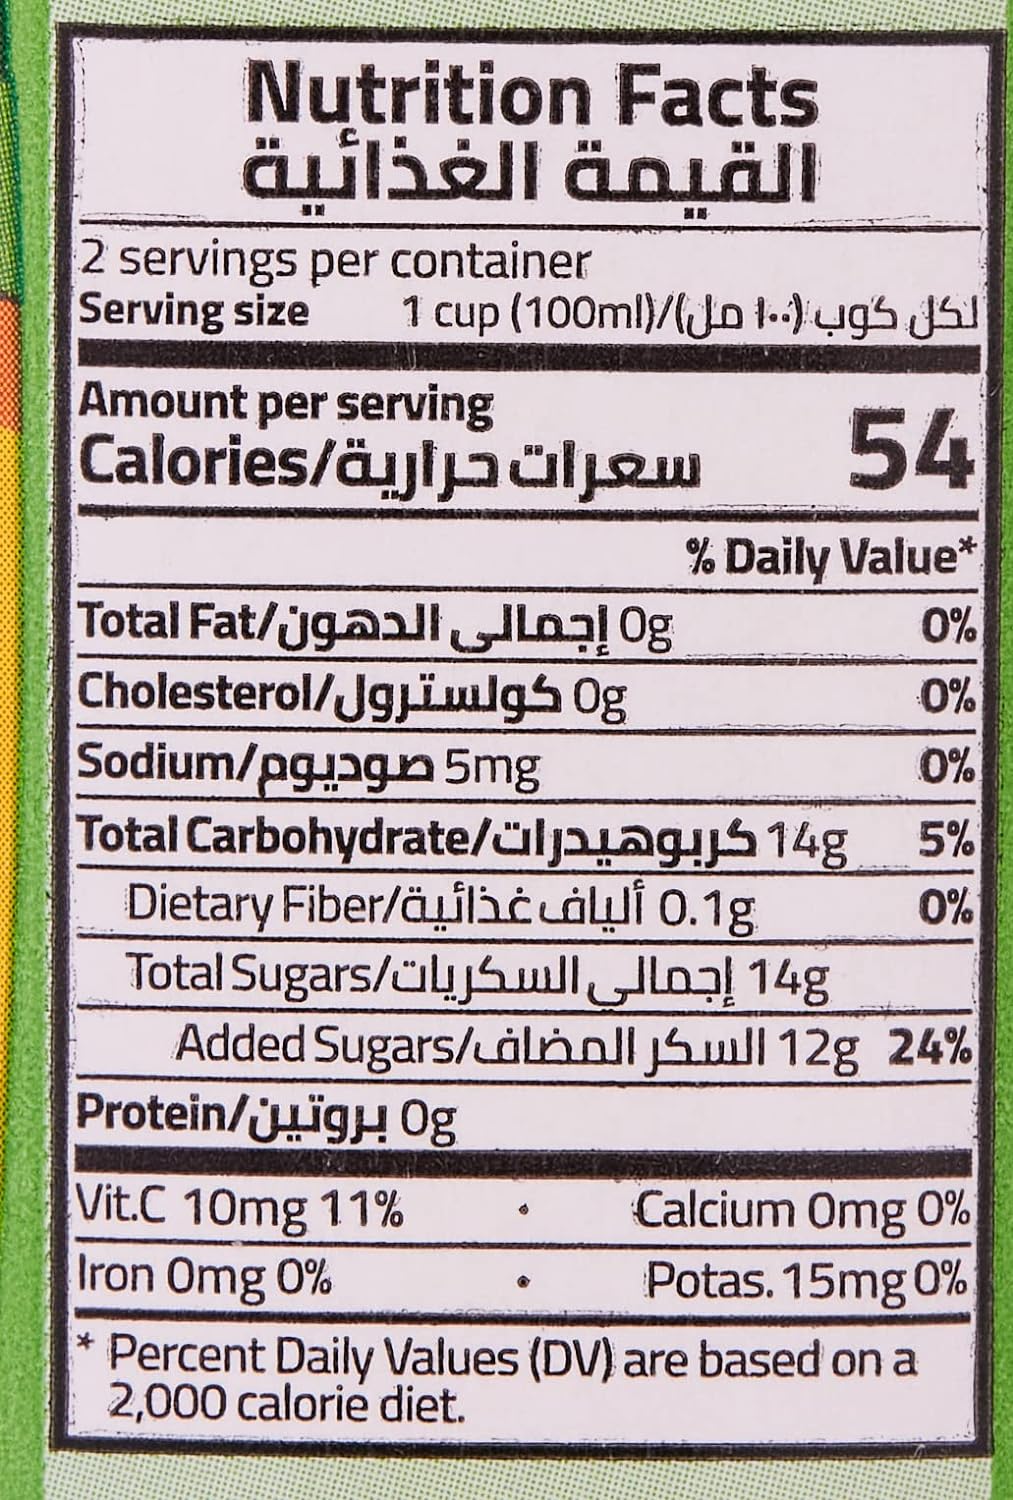 Nutrition Facts
القيمة الغذائية
2 servings per container
Serving size 1 cup (100ml)/(لكل كوب (١٠٠ مل
Amount per serving
Calories/سعرات حرارية 54
% Daily Value*
Total Fat/إجمالى الدهون 0g 0%
Cholesterol/كولسترول 0g 0%
Sodium/صوديوم 5mg 0%
Total Carbohydrate/كربوهيدرات 14g 5%
Dietary Fiber/ألياف غذائية 0.1g 0%
Total Sugars/إجمالي السكريات 14g
Added Sugars/السكر المضاف 12g 24%
Protein/بروتين 0g
Vit.C 10mg 11% • Calcium 0mg 0%
Iron 0mg 0% • Potas. 15mg 0%
* Percent Daily Values (DV) are based on a
2,000 calorie diet.